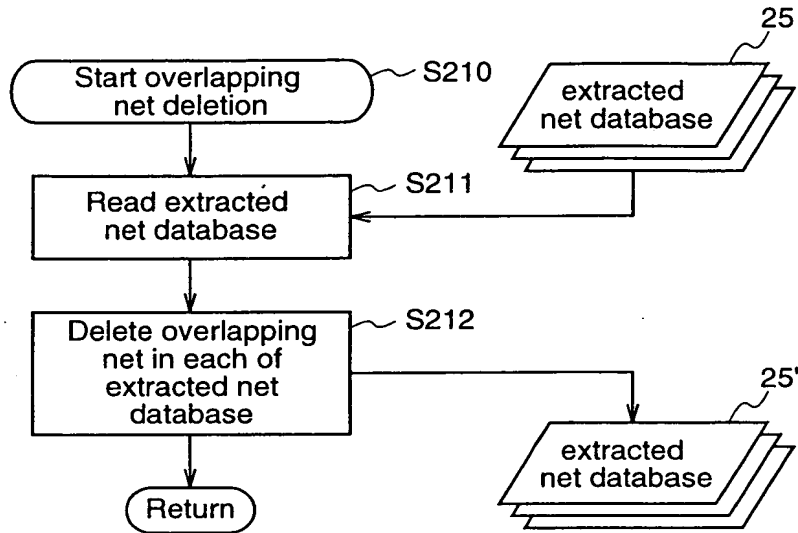 25
Start overlapping
net deletion
S210
extracted
net database
S211
Read extracted
net database
S212
Delete overlapping
net in each of
extracted net
database
25'
extracted
net database
Return